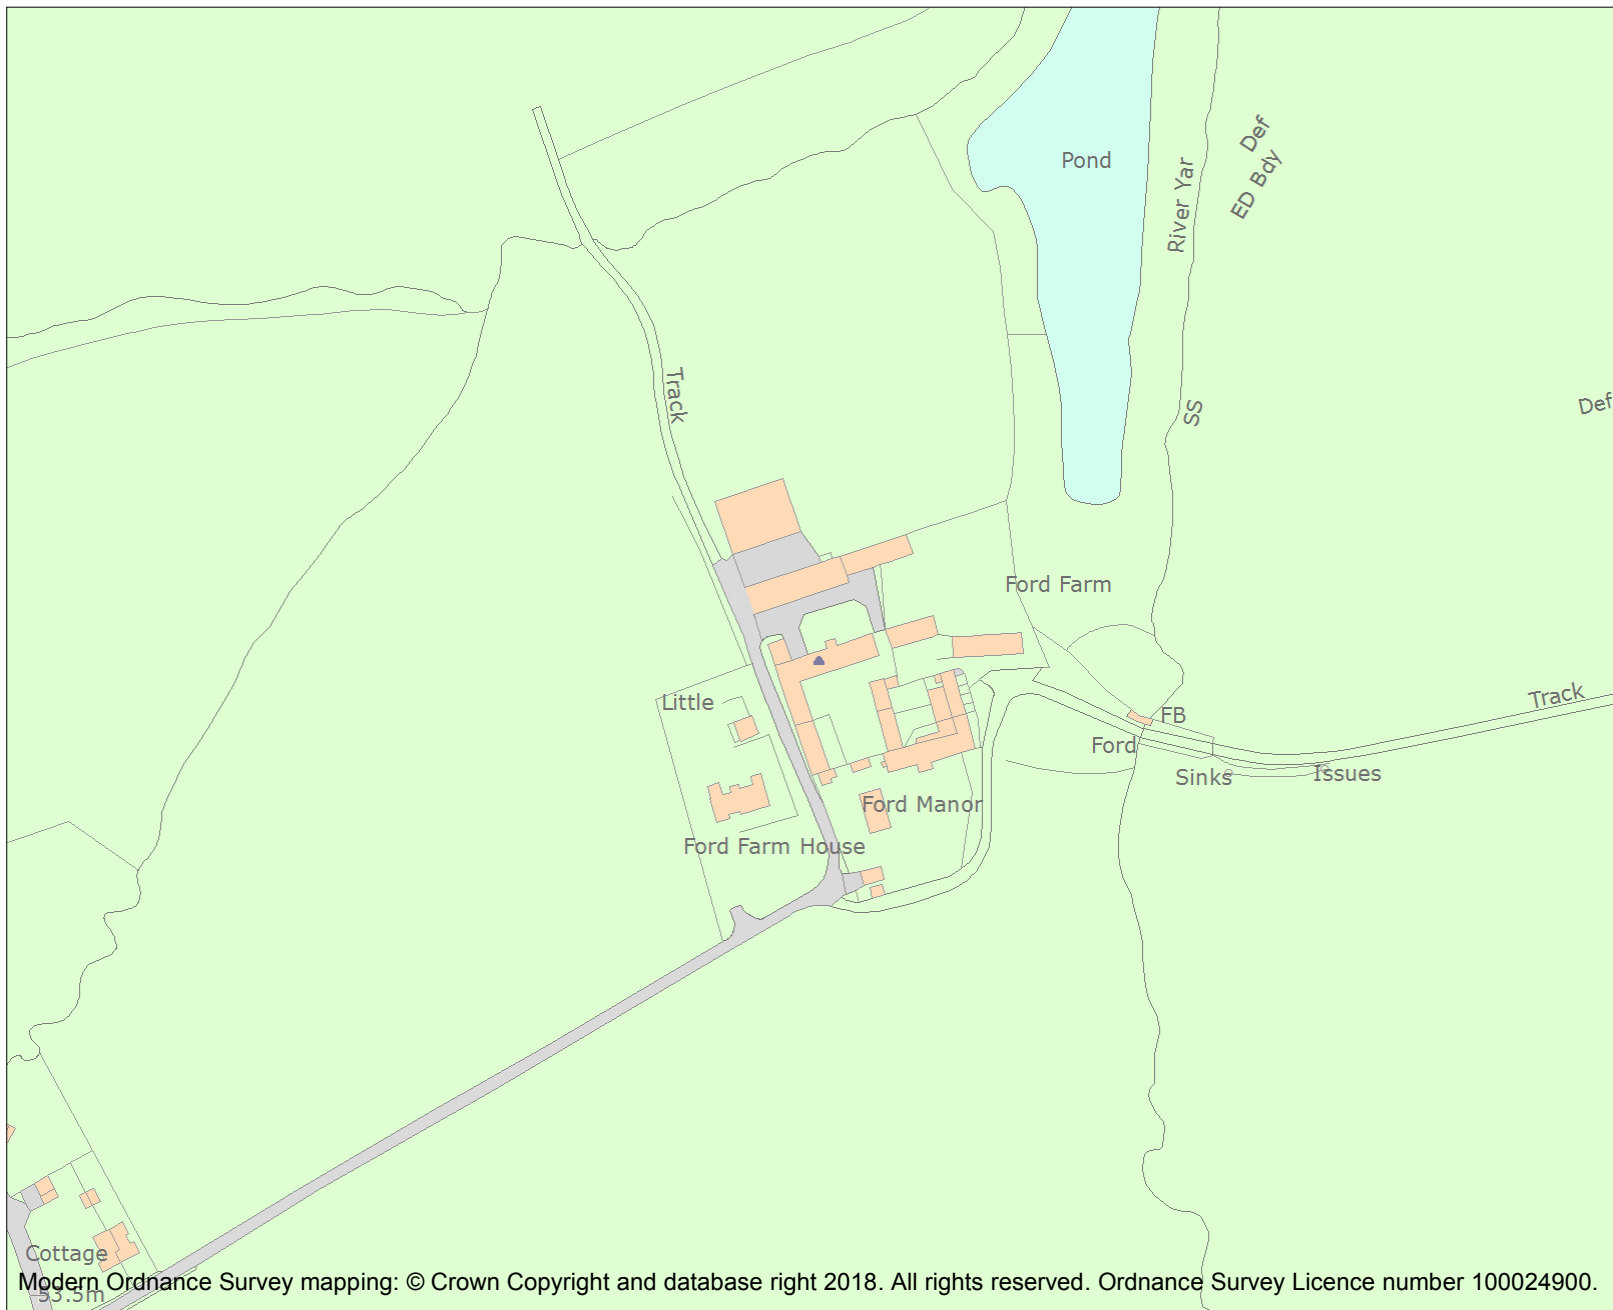 Def
ED Bdy
Pond
River Yar
Track
SS
Def
Ford Farm
Little
Track
FB
Ford
Sinks
Issues
Ford Manor
Ford Farm House
Cottage
53.5m
Modern Ordnance Survey mapping: © Crown Copyright and database right 2018. All rights reserved. Ordnance Survey Licence number 100024900.